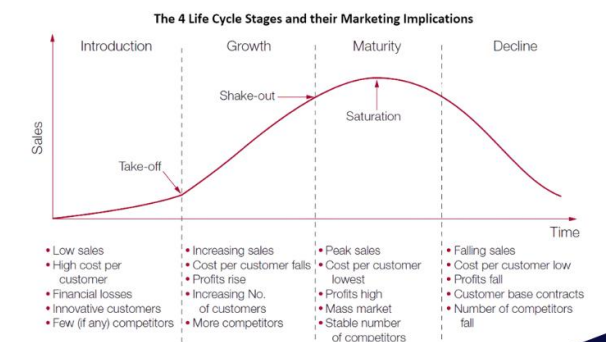 The 4 Life Cycle Stages and their Marketing Implications
Introduction
Growth
Maturity
Decline
Sales
Take-off
Shake-out
Saturation
Time
• Low sales
• High cost per
customer
• Financial losses
• Innovative customers
• Few (if any) competitors
• Increasing sales
• Cost per customer falls
• Profits rise
• Increasing No.
of customers
• More competitors
• Peak sales
• Cost per customer
lowest
• Profits high
• Mass market
• Stable number
of competitors
• Falling sales
• Cost per customer low
• Profits fall
• Customer base contracts
• Number of competitors
fall